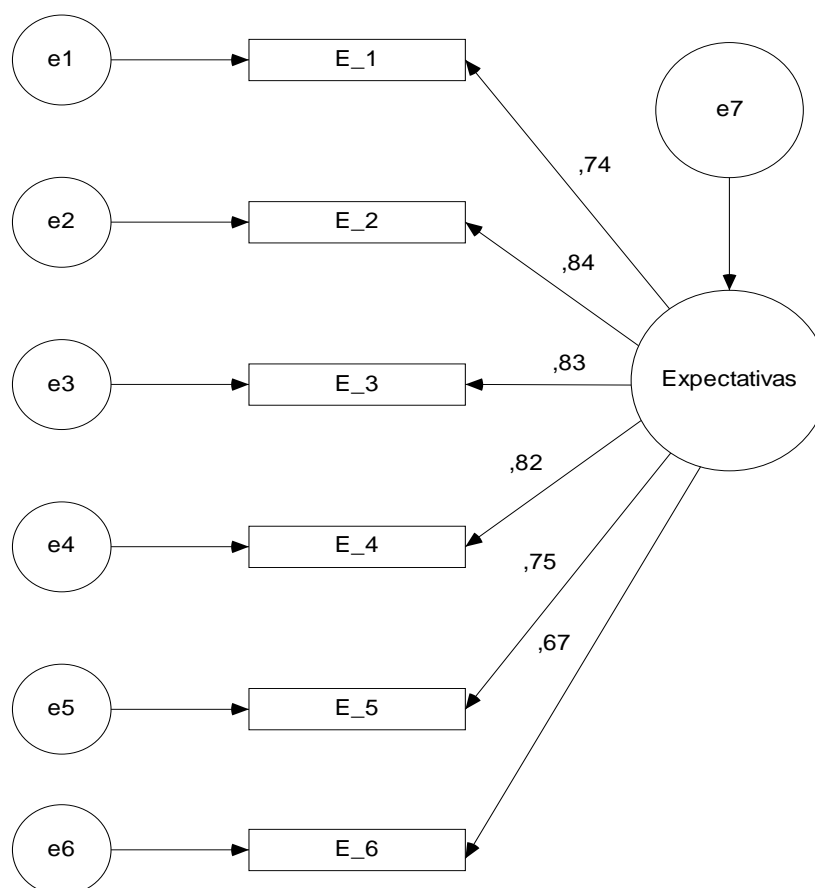 e1
E_1
e7
,74
e2
E_2
,84
e3
E_3
,83
Expectativas
,82
e4
E_4
,75
,67
e5
E_5
e6
E_6